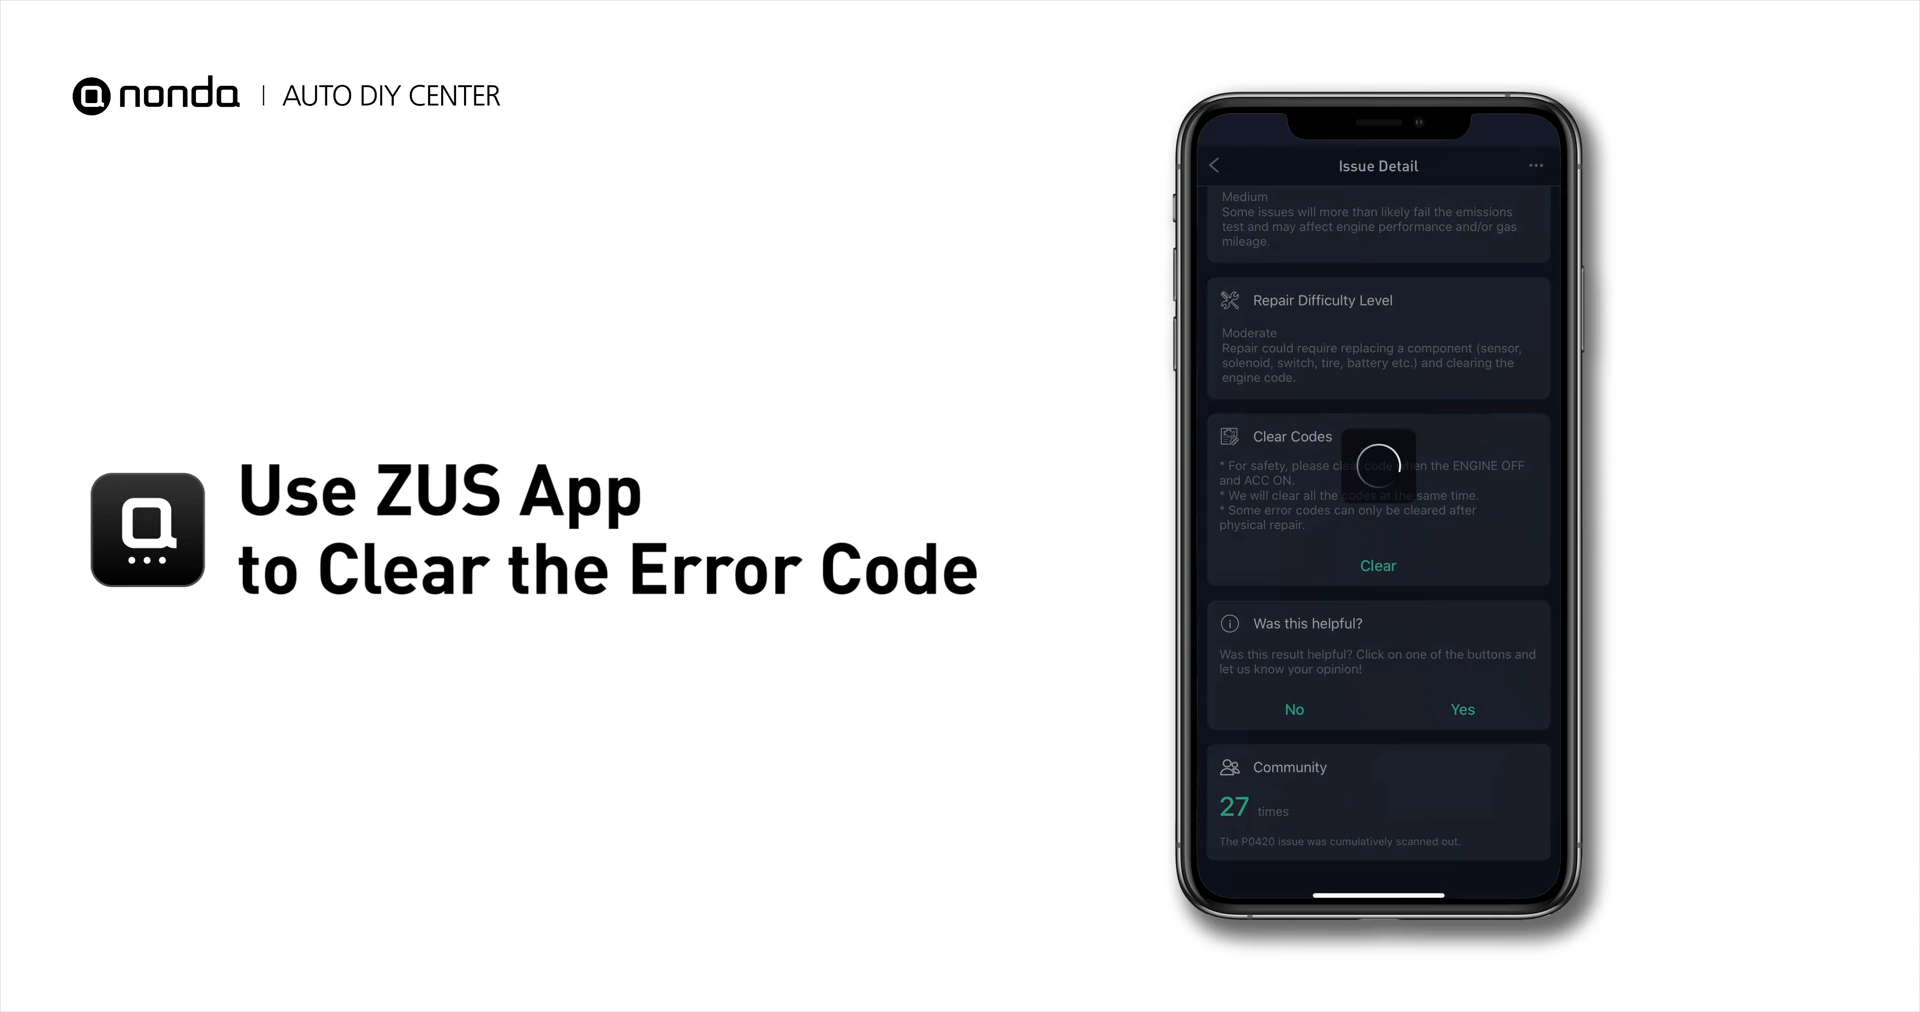 nonda | AUTO DIY CENTER
Use ZUS App
to Clear the Error Code
Issue Detail
Medium
Some issues will more than likely fail the emissions
test and may affect engine performance and/or gas
mileage.
Repair Difficulty Level
Moderate
Repair could require replacing a component (sensor,
solenoid, switch, tire, battery etc.) and clearing the
engine code.
Clear Codes
* For safety, please clear code when the ENGINE OFF
and ACC ON.
* We will clear all the codes at the same time.
* Some error codes can only be cleared after
physical repair.
Clear
Was this helpful?
Was this result helpful? Click on one of the buttons and
let us know your opinion!
No Yes
Community
27 times
The P0420 issue was cumulatively scanned out.